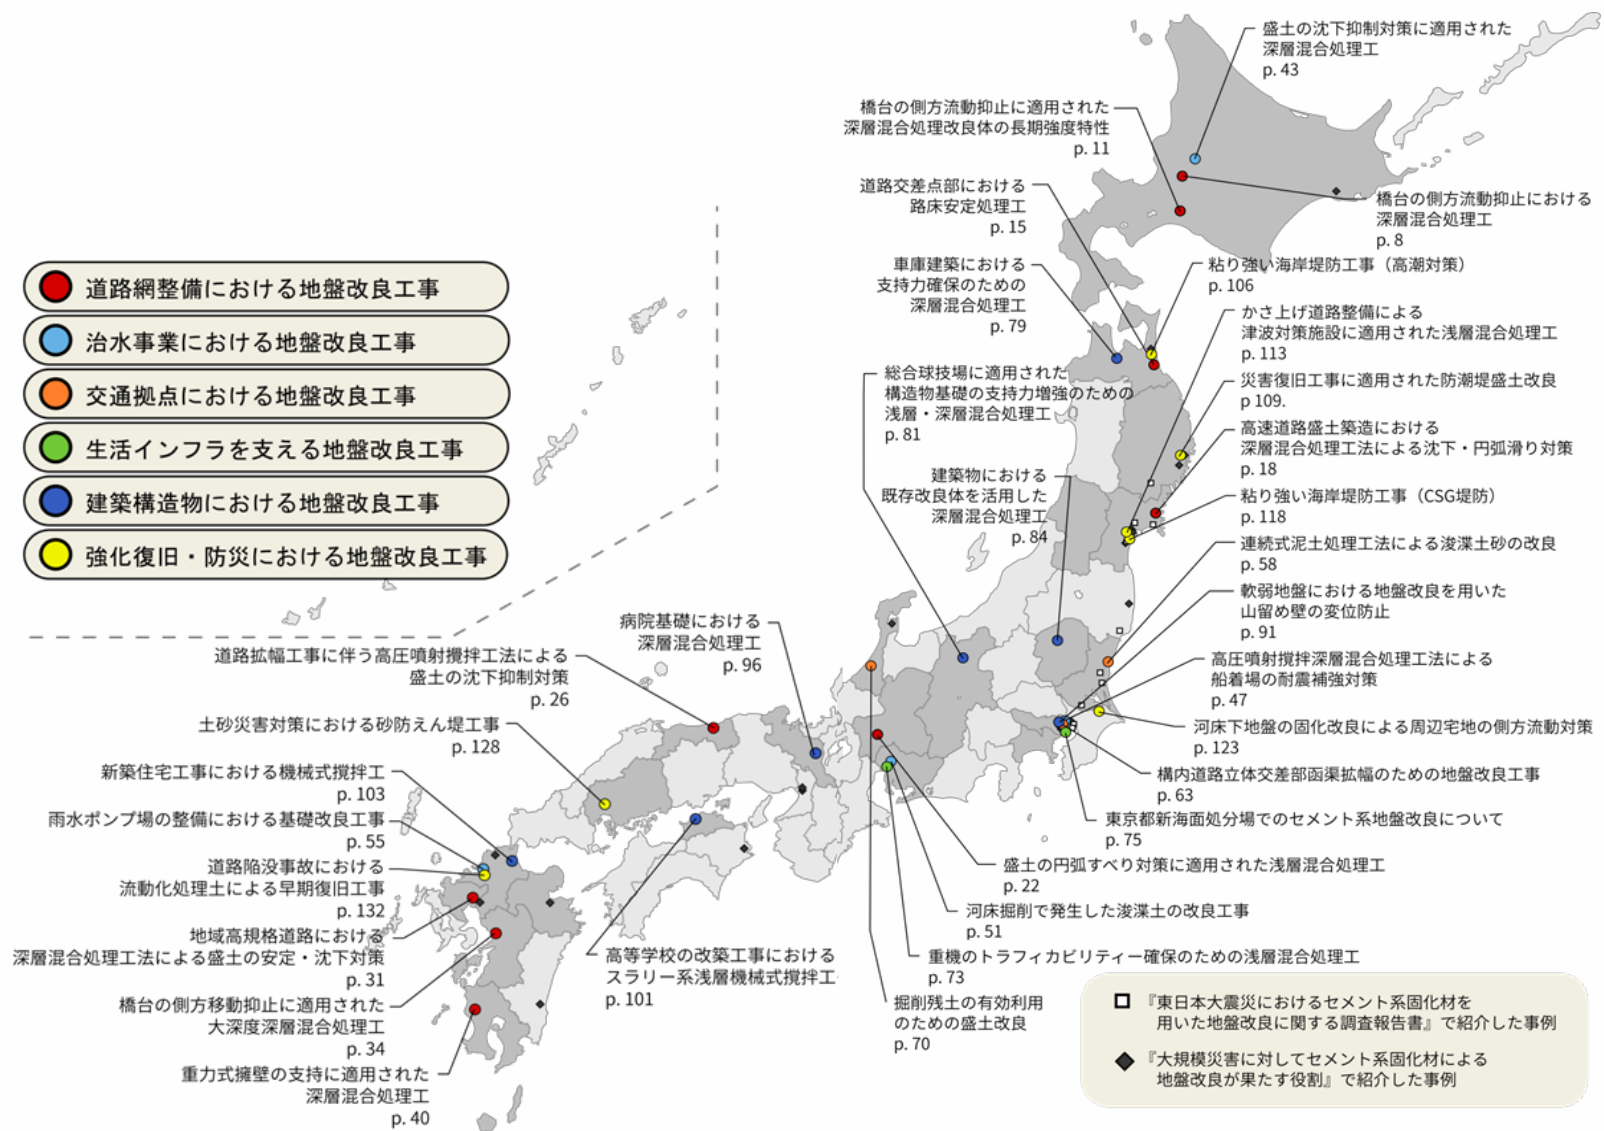 盛土の沈下抑制対策に適用された
深層混合処理工
p. 43
橋台の側方流動抑止に適用された
深層混合処理改良体の長期強度特性
p. 11
道路交差点部における
路床安定処理工
p. 15
橋台の側方流動抑止における
深層混合処理工
p. 8
車庫建築における
支持力確保のための
深層混合処理工
p. 79
粘り強い海岸堤防工事（高潮対策）
p. 106
かさ上げ道路整備による
津波対策施設に適用された浅層混合処理工
p. 113
総合球技場に適用された
構造物基礎の支持力増強のための
浅層・深層混合処理工
p. 81
災害復旧工事に適用された防潮堤盛土改良
p 109.
高速道路盛土築造における
深層混合処理工法による沈下・円弧滑り対策
p. 18
建築物における
既存改良体を活用した
深層混合処理工
p. 84
粘り強い海岸堤防工事（CSG堤防）
p. 118
連続式泥土処理工法による浚渫土砂の改良
p. 58
軟弱地盤における地盤改良を用いた
山留め壁の変位防止
p. 91
高圧噴射撹拌深層混合処理工法による
船着場の耐震補強対策
p. 47
河床下地盤の固化改良による周辺宅地の側方流動対策
p. 123
構内道路立体交差部函渠拡幅のための地盤改良工事
p. 63
東京都新海面処分場でのセメント系地盤改良について
p. 75
盛土の円弧すべり対策に適用された浅層混合処理工
p. 22
河床掘削で発生した浚渫土の改良工事
p. 51
重機のトラフィカビリティー確保のための浅層混合処理工
p. 73
掘削残土の有効利用
のための盛土改良
p. 70
道路網整備における地盤改良工事
治水事業における地盤改良工事
交通拠点における地盤改良工事
生活インフラを支える地盤改良工事
建築構造物における地盤改良工事
強化復旧・防災における地盤改良工事
病院基礎における
深層混合処理工
p. 96
道路拡幅工事に伴う高圧噴射攪拌工法による
盛土の沈下抑制対策
p. 26
土砂災害対策における砂防えん堤工事
p. 128
新築住宅工事における機械式撹拌工
p. 103
雨水ポンプ場の整備における基礎改良工事
p. 55
道路陥没事故における
流動化処理土による早期復旧工事
p. 132
地域高規格道路における
深層混合処理工法による盛土の安定・沈下対策
p. 31
橋台の側方移動抑止に適用された
大深度深層混合処理工
p. 34
重力式擁壁の支持に適用された
深層混合処理工
p. 40
高等学校の改築工事における
スラリー系浅層機械式撹拌工
p. 101
『東日本大震災におけるセメント系固化材を
用いた地盤改良に関する調査報告書』で紹介した事例
『大規模災害に対してセメント系固化材による
地盤改良が果たす役割』で紹介した事例